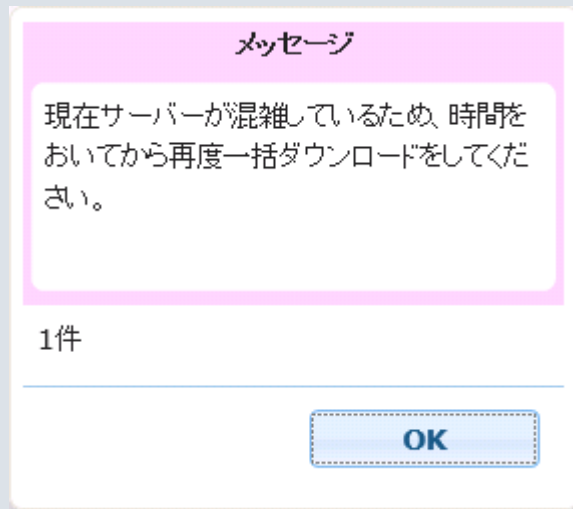 メッセージ
現在サーバーが混雑しているため、時間を
おいてから再度一括ダウンロードをしてくだ
さい。
1件
OK